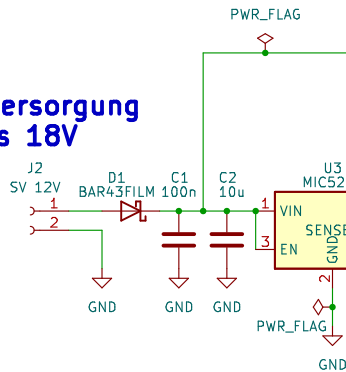 PWR_FLAG
ersorgung
s 18V
J2
SV 12V
1
2
D1
BAR43FILM
C1
100n
C2
10u
U3
MIC52
1
VIN
SENSE
3
EN
GND
2
GND
GND
GND
PWR_FLAG
GND